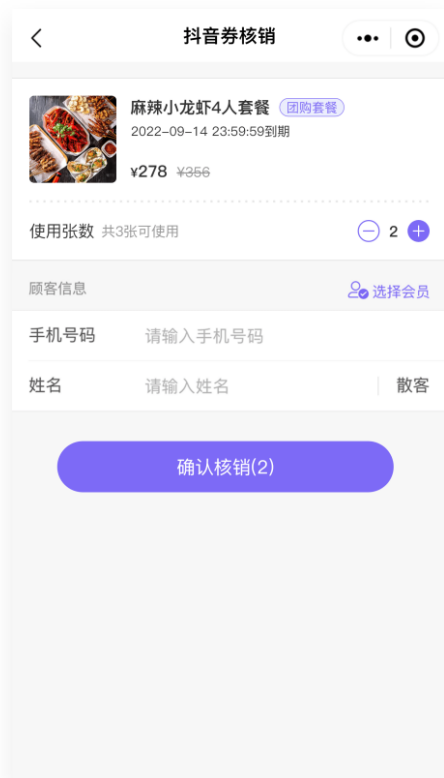 抖音券核销
麻辣小龙虾4人套餐 团购套餐
2022-09-14 23:59:59到期
¥278 ¥356
使用张数 共3张可使用 2
顾客信息 选择会员
手机号码 请输入手机号码
姓名 请输入姓名 散客
确认核销(2)